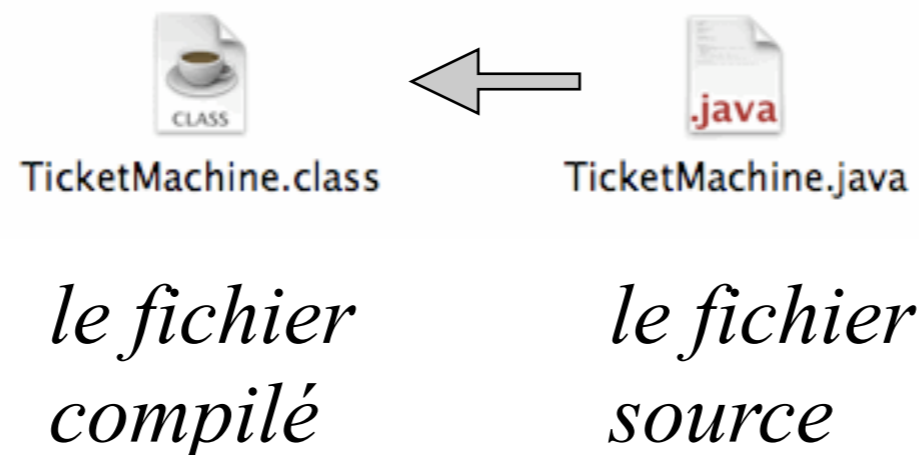 CLASS
.java
TicketMachine.class
TicketMachine.java
le fichier
compilé
le fichier
source